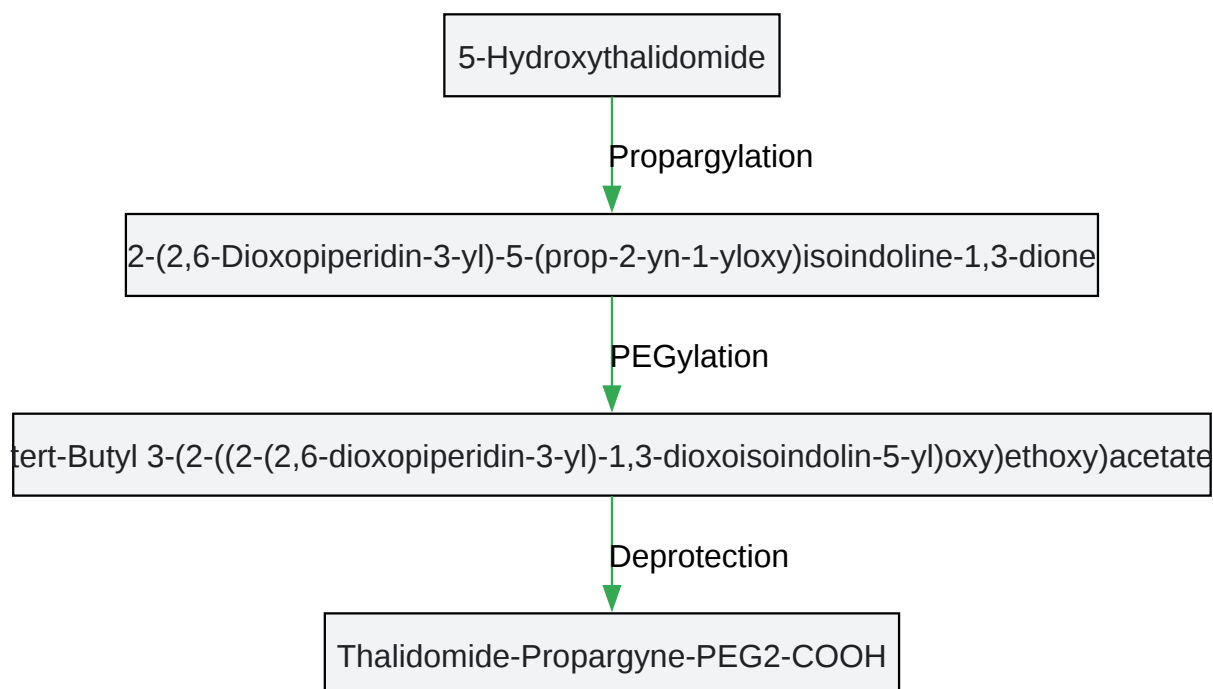 5-Hydroxythalidomide
Propargylation
2-(2,6-Dioxopiperidin-3-yl)-5-(prop-2-yn-1-yloxy)isoindoline-1,3-dione
PEGylation
tert-Butyl 3-(2-((2-(2,6-dioxopiperidin-3-yl)-1,3-dioxoisoindolin-5-yl)oxy)ethoxy)acetate
Deprotection
Thalidomide-Propargyne-PEG2-COOH